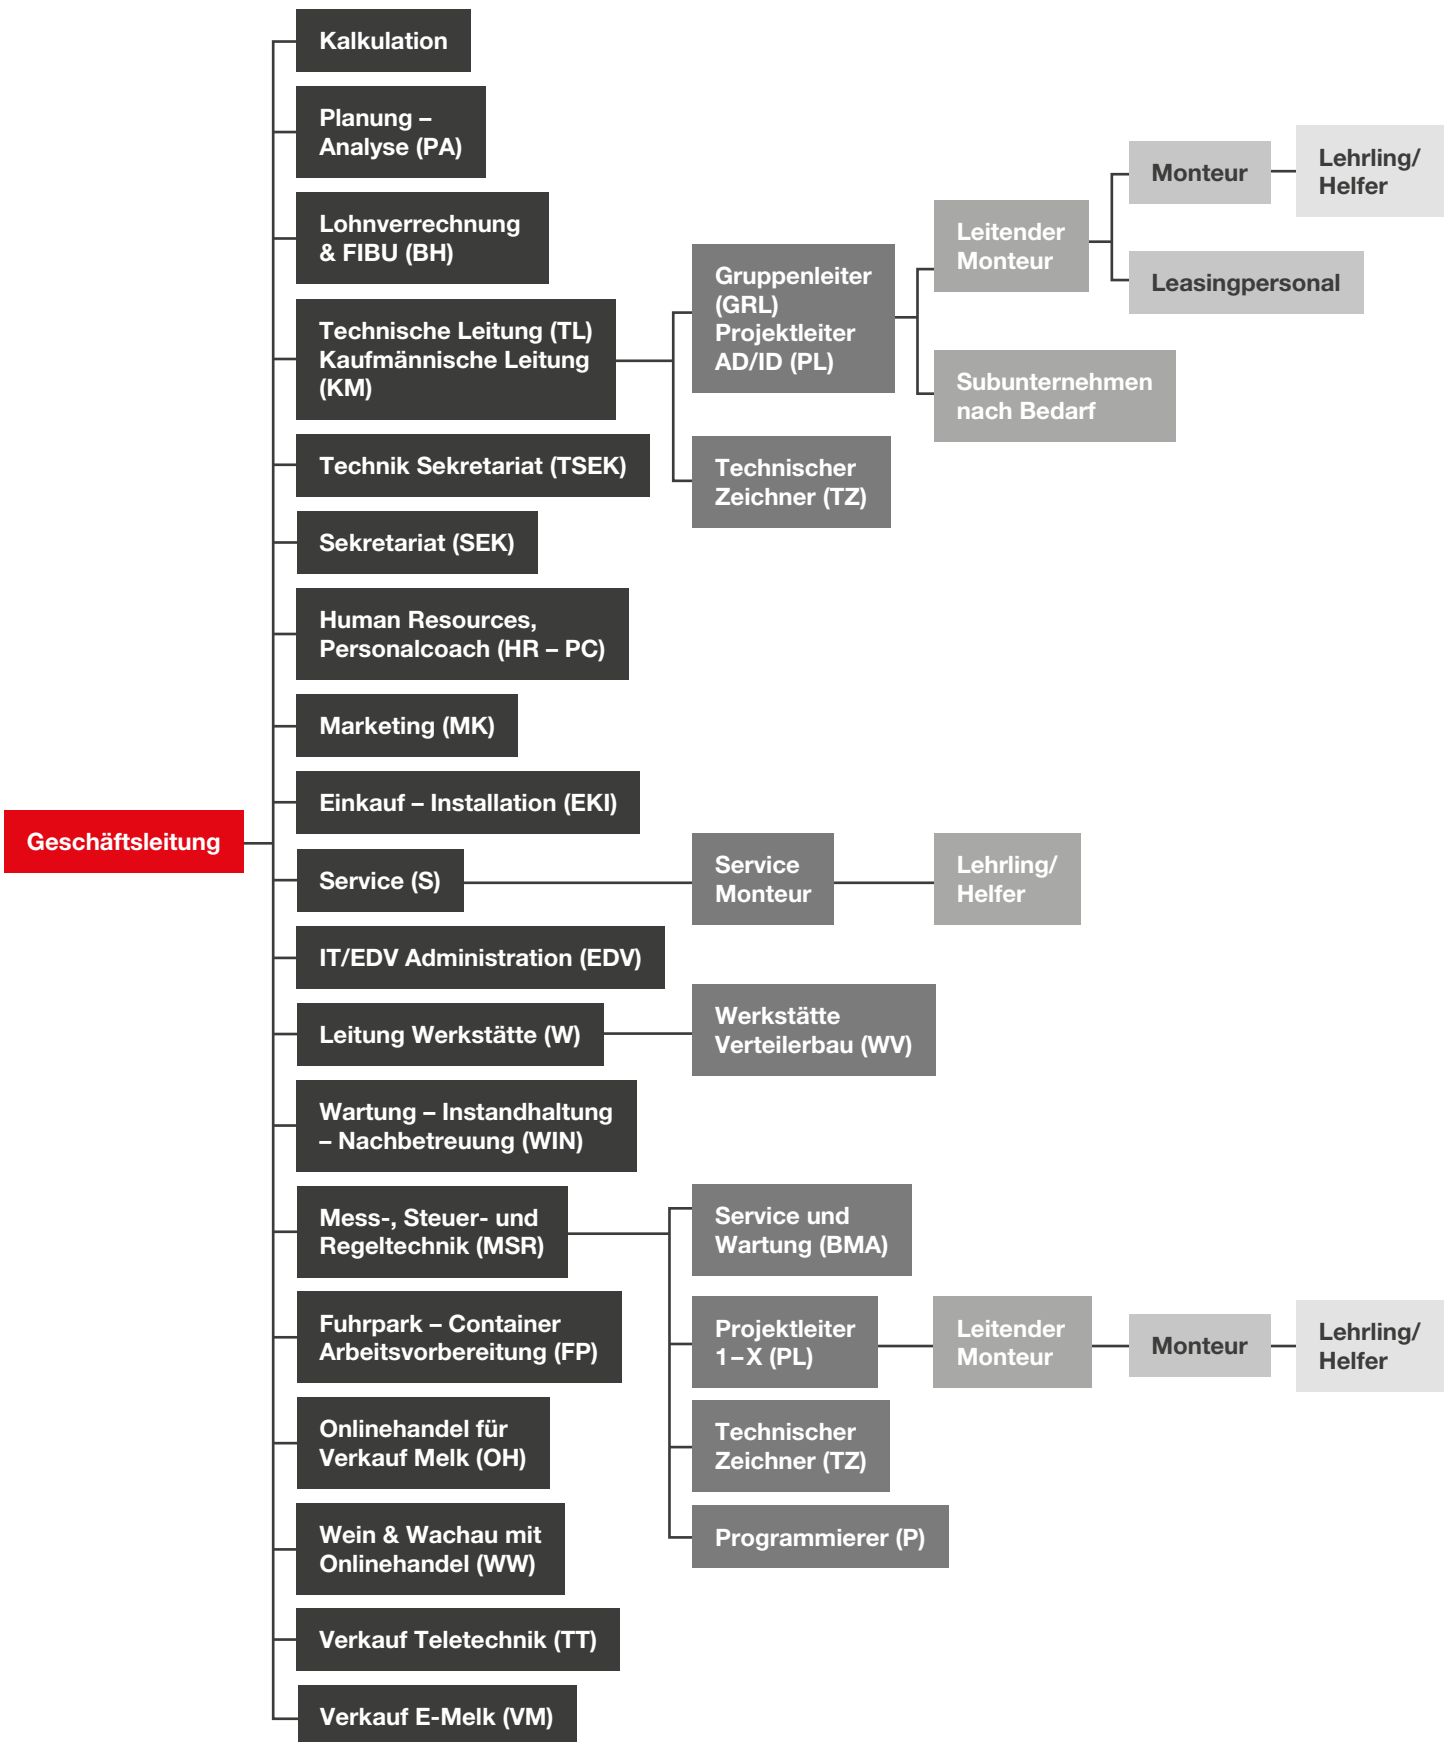 Geschäftsleitung
Kalkulation
Planung –
Analyse (PA)
Lohnverrechnung
& FIBU (BH)
Technische Leitung (TL)
Kaufmännische Leitung
(KM)
Gruppenleiter
(GRL)
Projektleiter
AD/ID (PL)
Leitender
Monteur
Monteur
Lehrling/
Helfer
Leasingpersonal
Subunternehmen
nach Bedarf
Technischer
Zeichner (TZ)
Technik Sekretariat (TSEK)
Sekretariat (SEK)
Human Resources,
Personalcoach (HR – PC)
Marketing (MK)
Einkauf – Installation (EKI)
Service (S)
Service
Monteur
Lehrling/
Helfer
IT/EDV Administration (EDV)
Leitung Werkstätte (W)
Werkstätte
Verteilerbau (WV)
Wartung – Instandhaltung
– Nachbetreuung (WIN)
Mess-, Steuer- und
Regeltechnik (MSR)
Service und
Wartung (BMA)
Projektleiter
1–X (PL)
Leitender
Monteur
Monteur
Lehrling/
Helfer
Technischer
Zeichner (TZ)
Programmierer (P)
Fuhrpark – Container
Arbeitsvorbereitung (FP)
Onlinehandel für
Verkauf Melk (OH)
Wein & Wachau mit
Onlinehandel (WW)
Verkauf Teletechnik (TT)
Verkauf E-Melk (VM)